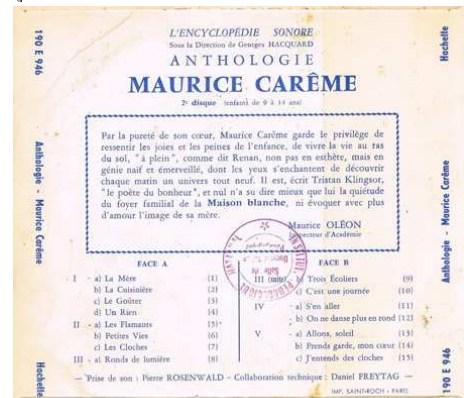 L'ENCYCLOPÉDIE SONORE
Sous la Direction de Georges HACQUARD
ANTHOLOGIE
MAURICE CARÊME
2e disque (enfants de 9 à 14 ans)
190 E 946
Hachette
Anthologie - Maurice Carême
Anthologie - Maurice Carême
Par la pureté de son cœur, Maurice Carême garde le privilège de
ressentir les joies et les peines de l'enfance, de vivre la vie au ras
du sol, "à plein", comme dit Renan, non pas en esthète, mais en
génie naïf et émerveillé, dont les yeux s'enchantent de découvrir
chaque matin un univers tout neuf. Il est, écrit Tristan Klingsor,
"le poète du bonheur", et nul n'a su dire mieux que lui la quiétude
du foyer familial de la Maison blanche, ni évoquer avec plus
d'amour l'image de sa mère.
Maurice OLÉON
Inspecteur d'Académie
FACE A
I - a) La Mère (1)
b) La Cuisinière (2)
c) Le Goûter (3)
d) Un Rien (4)
II - a) Les Flamants (5)
b) Petites Vies (6)
c) Les Cloches (7)
III - a) Ronds de lumière (8)
FACE B
III (suite) b) Trois Écoliers (9)
c) C'est une journée (10)
IV - a) S'en aller (11)
b) On ne danse plus en rond (12)
V - a) Allons, soleil (13)
b) Prends garde, mon cœur (14)
c) J'entends des cloches (15)
— Prise de son : Pierre ROSENWALD - Collaboration technique : Daniel FREYTAG —
IMP. SAINT-ROCH - PARIS
Hachette
190 E 946